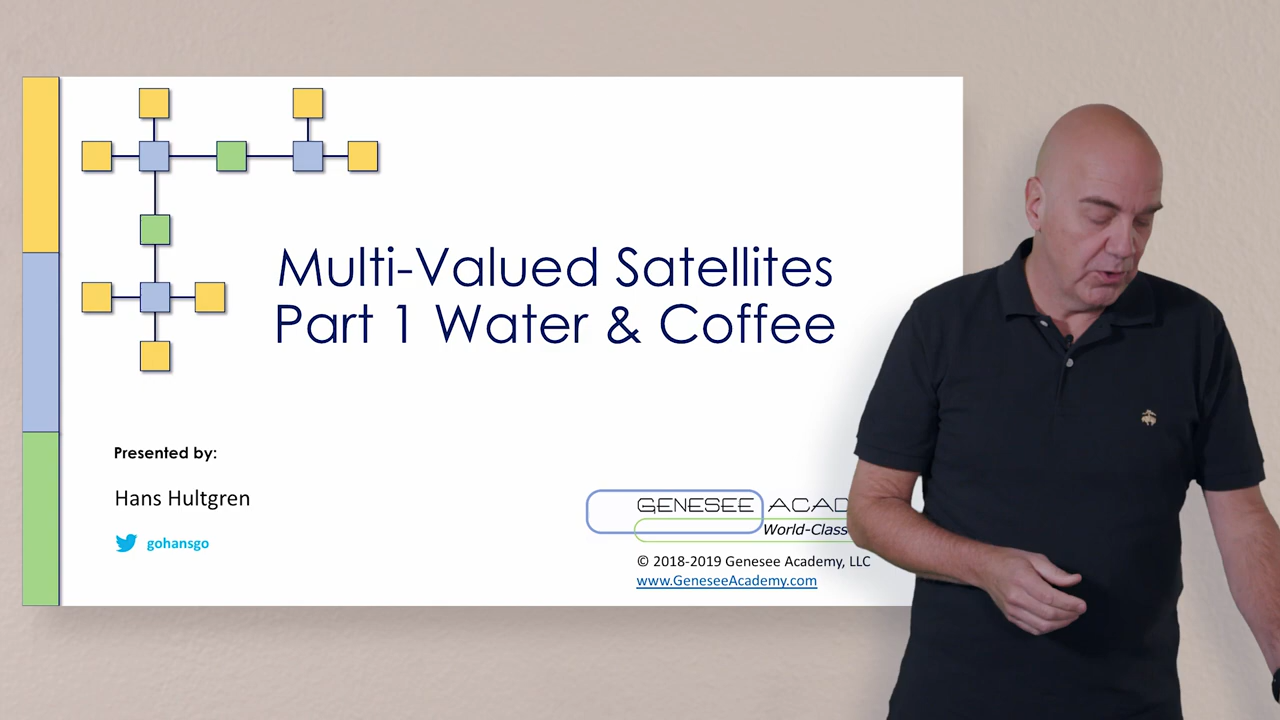 Multi-Valued Satellites
Part 1 Water & Coffee
Presented by:
Hans Hultgren
gohansgo
GENESEE ACAD
World-Class
© 2018-2019 Genesee Academy, LLC
www.GeneseeAcademy.com